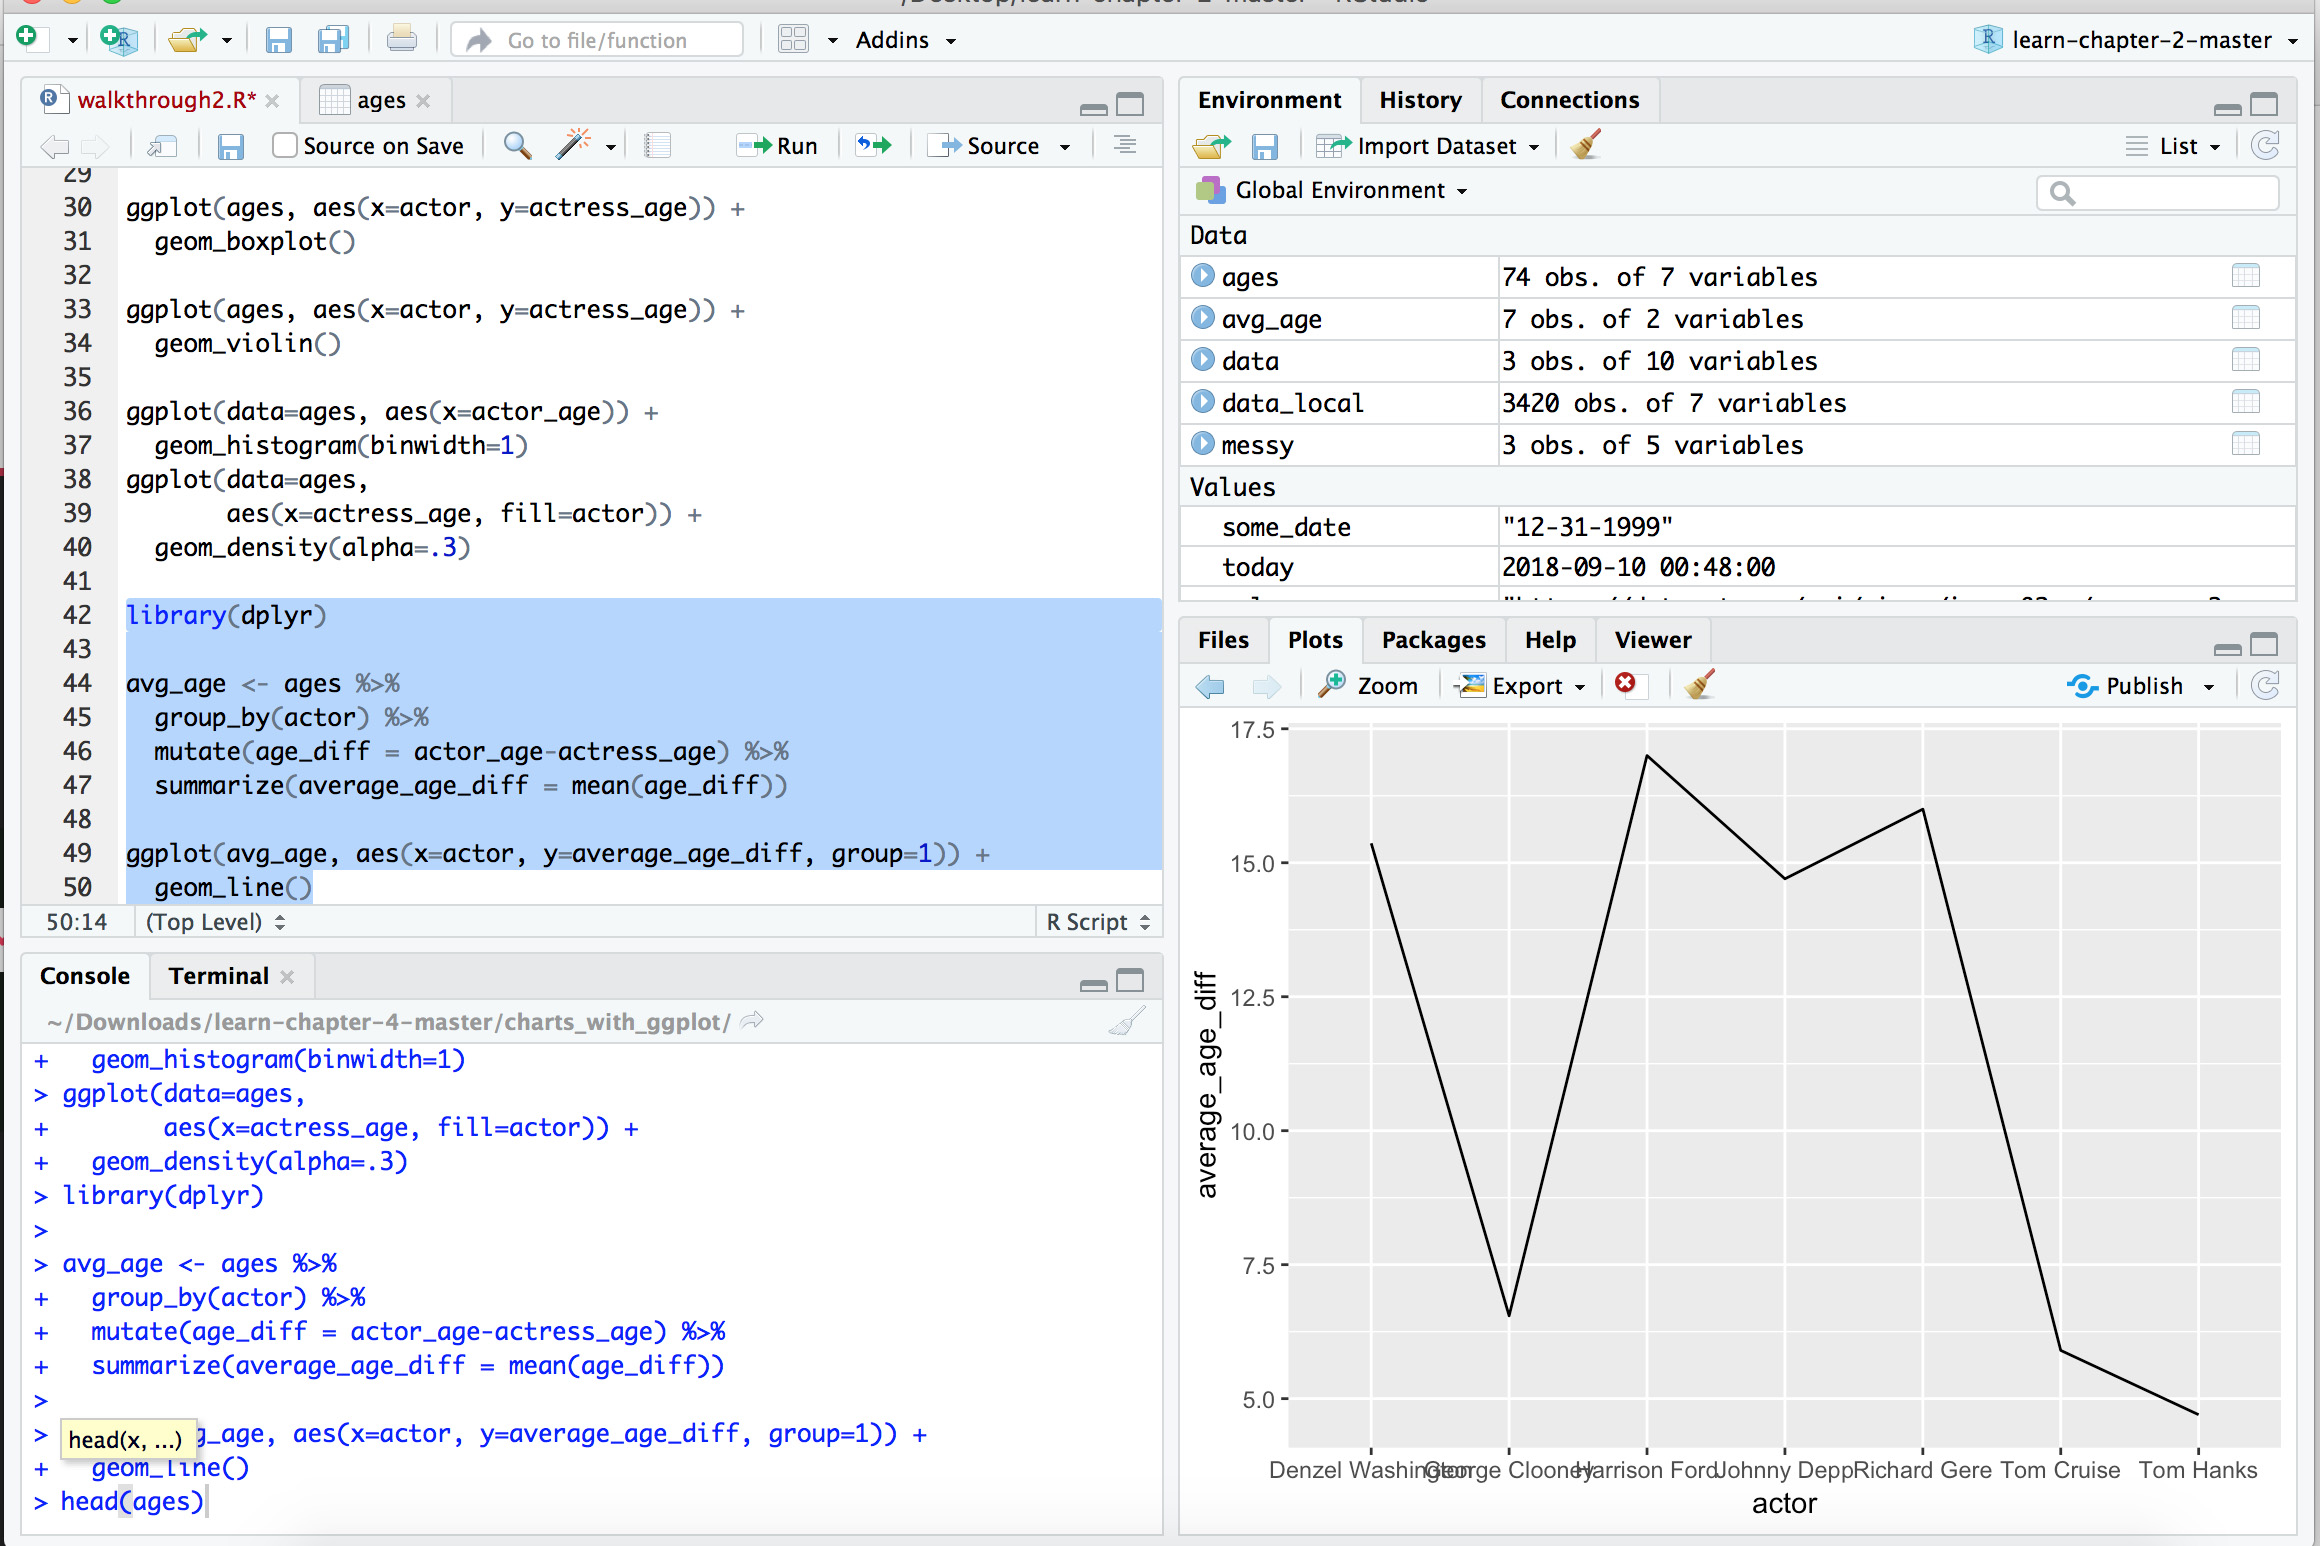 Go to file/function
Addins
learn-chapter-2-master
walkthrough2.R*
ages
Source on Save
Run
Source
29
30 ggplot(ages, aes(x=actor, y=actress_age)) +
31   geom_boxplot()
32
33 ggplot(ages, aes(x=actor, y=actress_age)) +
34   geom_violin()
35
36 ggplot(data=ages, aes(x=actor_age)) +
37   geom_histogram(binwidth=1)
38 ggplot(data=ages,
39        aes(x=actress_age, fill=actor)) +
40   geom_density(alpha=.3)
41
42 library(dplyr)
43
44 avg_age <- ages %>%
45   group_by(actor) %>%
46   mutate(age_diff = actor_age-actress_age) %>%
47   summarize(average_age_diff = mean(age_diff))
48
49 ggplot(avg_age, aes(x=actor, y=average_age_diff, group=1)) +
50   geom_line()
50:14 (Top Level) R Script
Console Terminal
~/Downloads/learn-chapter-4-master/charts_with_ggplot/
+   geom_histogram(binwidth=1)
> ggplot(data=ages,
+        aes(x=actress_age, fill=actor)) +
+   geom_density(alpha=.3)
> library(dplyr)
>
> avg_age <- ages %>%
+   group_by(actor) %>%
+   mutate(age_diff = actor_age-actress_age) %>%
+   summarize(average_age_diff = mean(age_diff))
>
> g_age, aes(x=actor, y=average_age_diff, group=1)) +
head(x, ...)
+   geom_line()
> head(ages)
Environment History Connections
Import Dataset List
Global Environment
Data
ages 74 obs. of 7 variables
avg_age 7 obs. of 2 variables
data 3 obs. of 10 variables
data_local 3420 obs. of 7 variables
messy 3 obs. of 5 variables
Values
some_date "12-31-1999"
today 2018-09-10 00:48:00
Files Plots Packages Help Viewer
Zoom Export Publish
17.5
15.0
12.5
10.0
7.5
5.0
average_age_diff
Denzel Washington George Clooney Harrison Ford Johnny Depp Richard Gere Tom Cruise Tom Hanks
actor